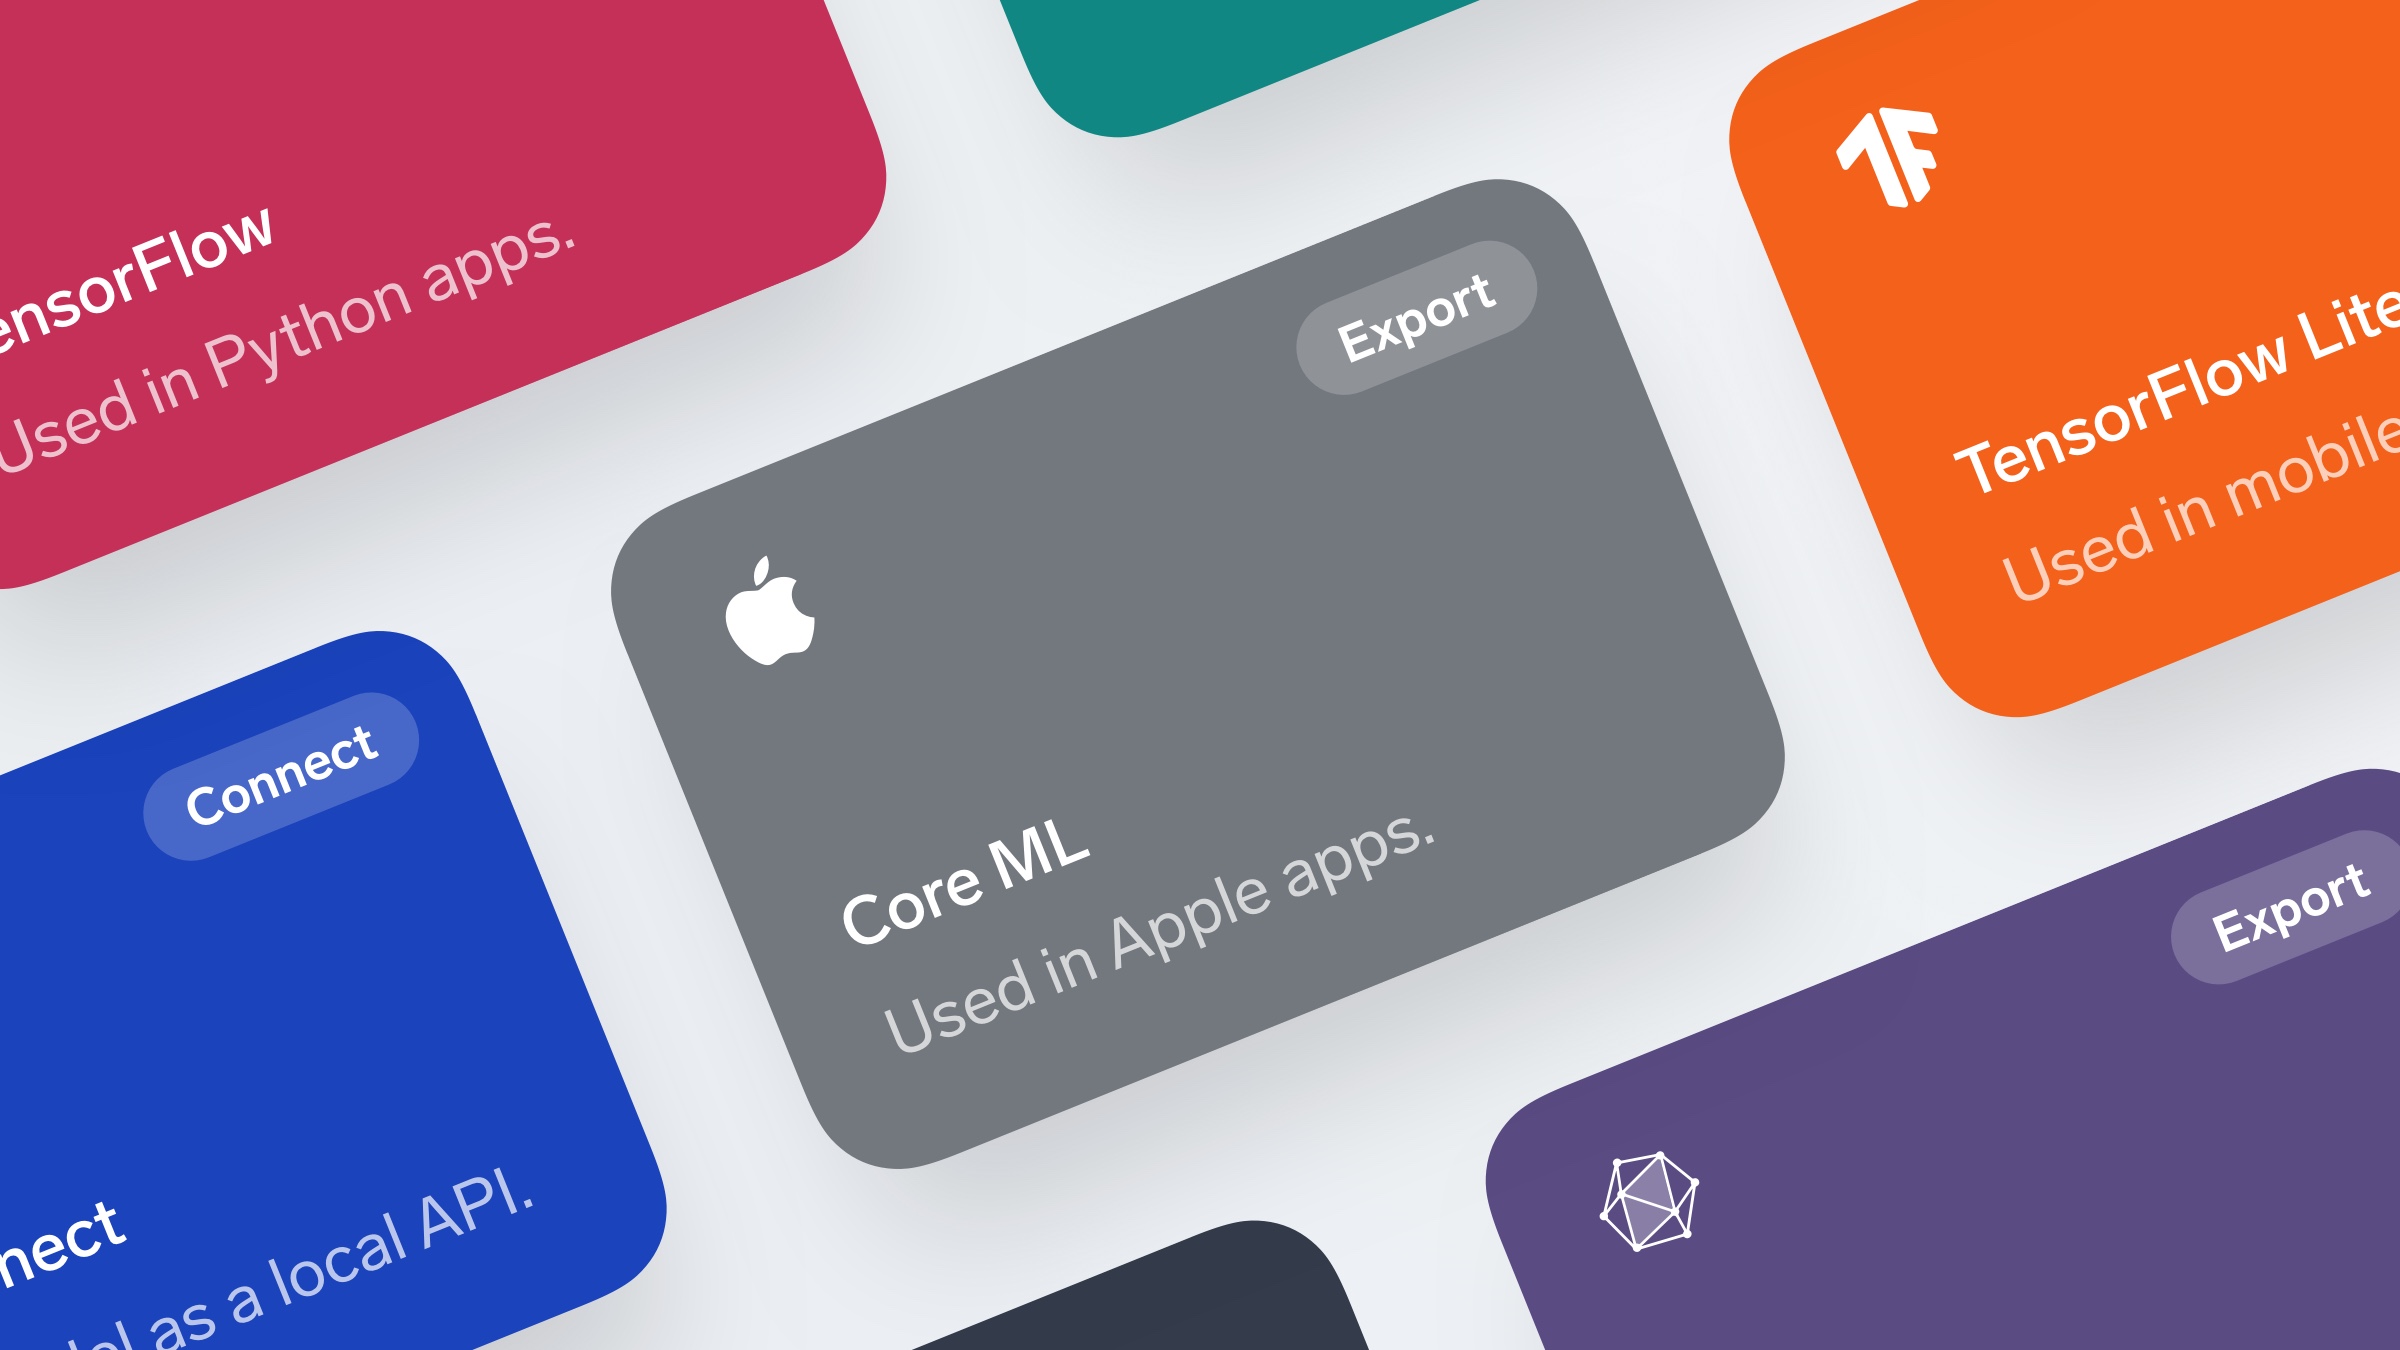 ensorFlow
Used in Python apps.
Export
Core ML
Used in Apple apps.
TensorFlow Lite
Used in mobile
Connect
nect
as a local API.
Export